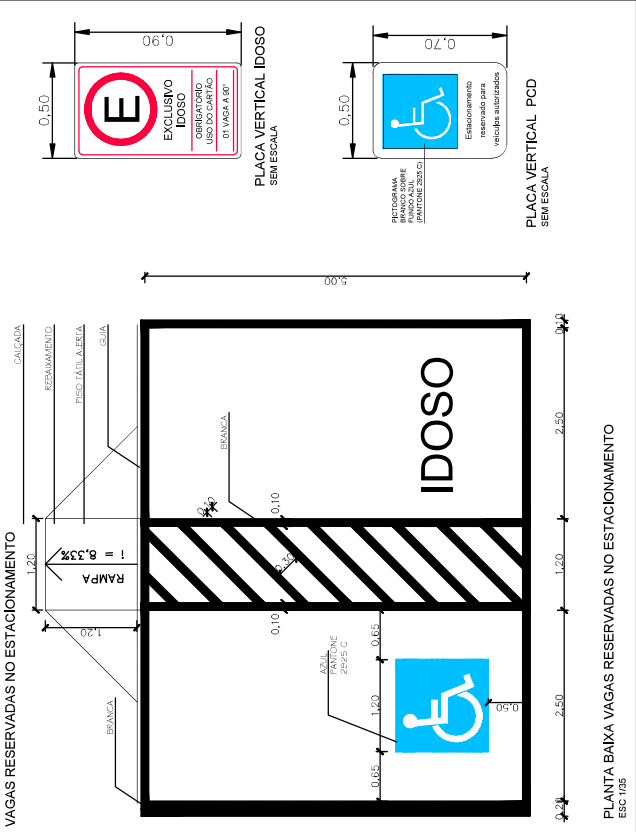 VAGAS RESERVADAS NO ESTACIONAMENTO
CALÇADA
REBAIXAMENTO
PISO TÁTIL ALERTA
GUIA
BRANCA
1,20
1,20
RAMPA
i = 8,33%
BRANCA
0,10
0,10
0,10
0,30
IDOSO
AZUL
PANTONE
2925 C
0,65
1,20
0,65
0,50
5,00
0,20
2,50
1,20
2,50
0,10
PLANTA BAIXA VAGAS RESERVADAS NO ESTACIONAMENTO
ESC 1/35
0,90
0,50
E
EXCLUSIVO
IDOSO
OBRIGATÓRIO
USO DO CARTÃO
01 VAGA A 90°
PLACA VERTICAL IDOSO
SEM ESCALA
0,70
0,50
Estacionamento
reservado para
veículos autorizados
PICTOGRAMA
BRANCO SOBRE
FUNDO AZUL
(PANTONE 2925 C)
PLACA VERTICAL PCD
SEM ESCALA